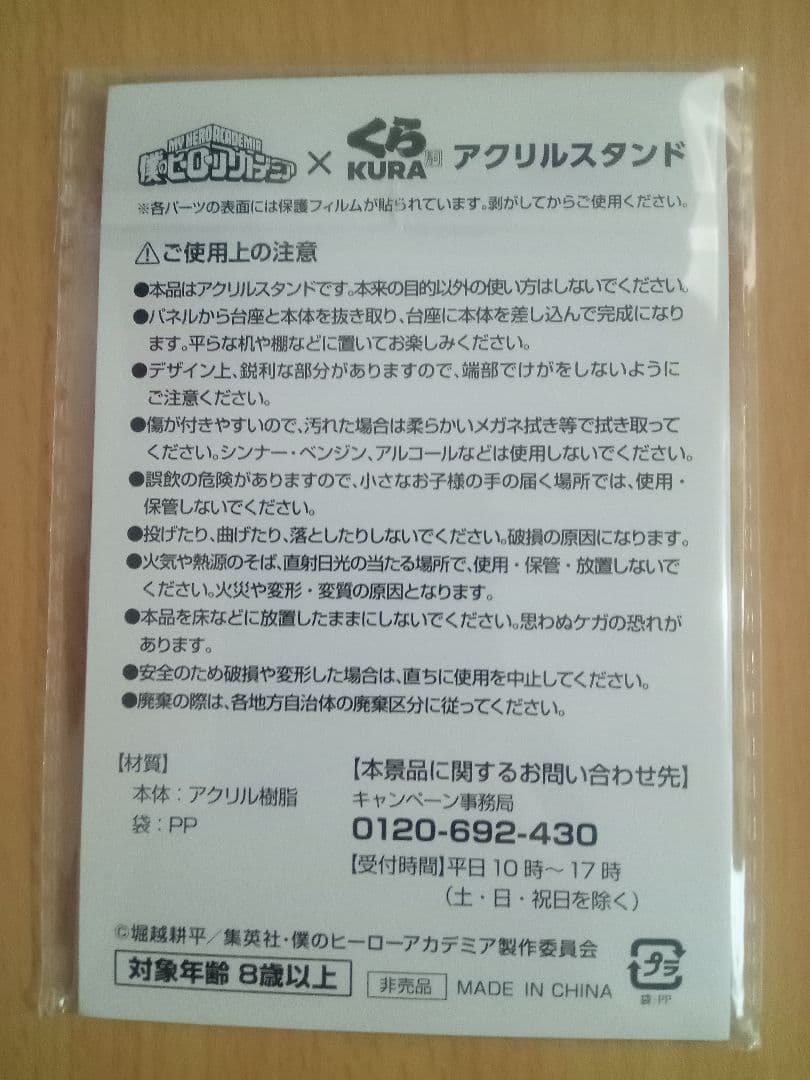 MY HERO ACADEMIA
僕のヒーローアカデミア × くら KURA アクリルスタンド
※各パーツの表面には保護フィルムが貼られています。剥がしてからご使用ください。
⚠ご使用上の注意
●本品はアクリルスタンドです。本来の目的以外の使い方はしないでください。
●パネルから台座と本体を抜き取り、台座に本体を差し込んで完成になり
ます。平らな机や棚などに置いてお楽しみください。
●デザイン上、鋭利な部分がありますので、端部でけがをしないように
ご注意ください。
●傷が付きやすいので、汚れた場合は柔らかいメガネ拭き等で拭き取って
ください。シンナー・ベンジン、アルコールなどは使用しないでください。
●誤飲の危険がありますので、小さなお子様の手の届く場所では、使用・
保管しないでください。
●投げたり、曲げたり、落としたりしないでください。破損の原因になります。
●火気や熱源のそば、直射日光の当たる場所で、使用・保管・放置しないで
ください。火災や変形・変質の原因となります。
●本品を床などに放置したままにしないでください。思わぬケガの恐れが
あります。
●安全のため破損や変形した場合は、直ちに使用を中止してください。
●廃棄の際は、各地方自治体の廃棄区分に従ってください。
【材質】
本体：アクリル樹脂
袋：PP
【本景品に関するお問い合わせ先】
キャンペーン事務局
0120-692-430
【受付時間】平日10時〜17時
（土・日・祝日を除く）
©堀越耕平／集英社・僕のヒーローアカデミア製作委員会
対象年齢 8歳以上
非売品
MADE IN CHINA
プラ
袋：PP